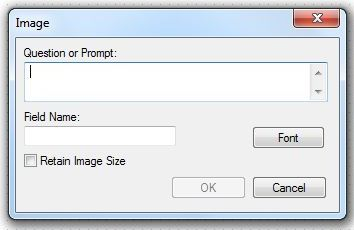 Image
Question or Prompt:
Field Name:
Font
Retain Image Size
OK
Cancel